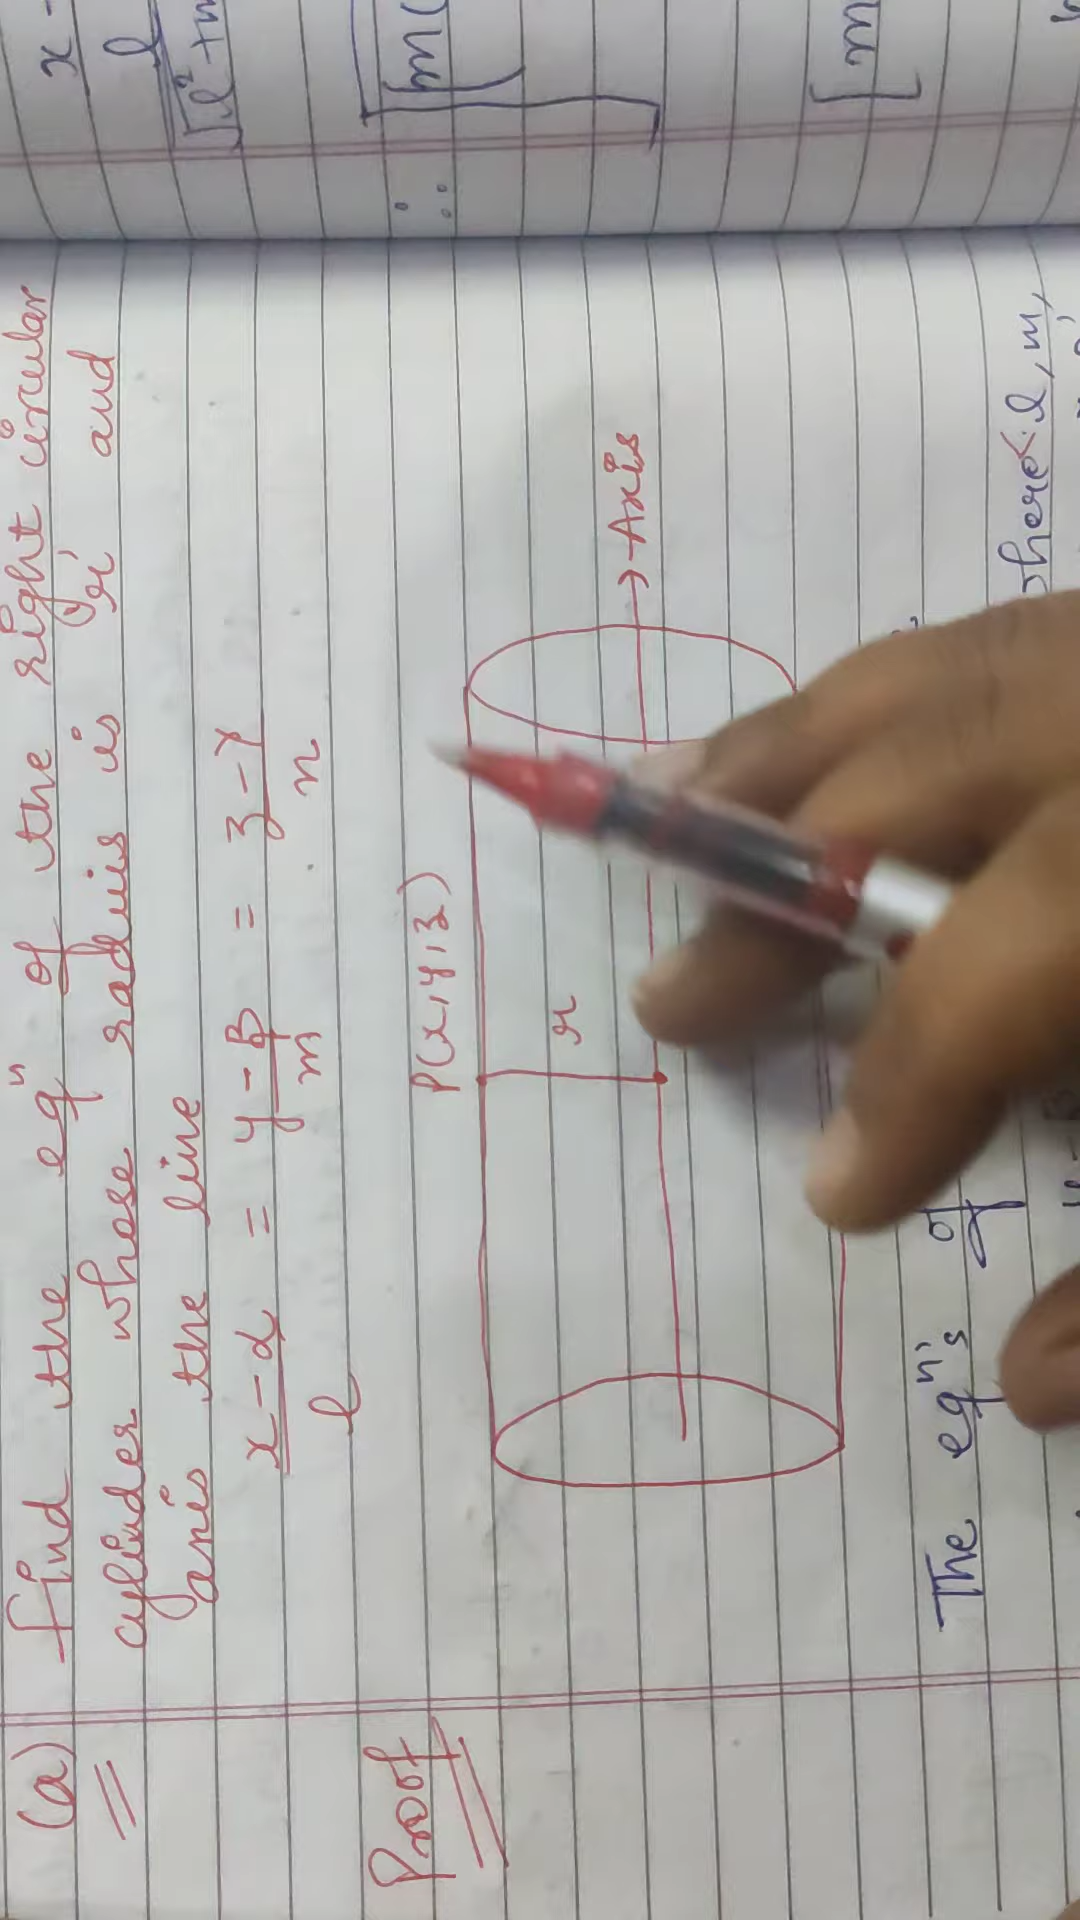 (a) Find the eqⁿ of the right circular
cylinder whose radius is 'r' and
axis the line
x-α/l = y-β/m = z-γ/n
Proof
P(x,y,z)
r
→ Axis
The eqⁿ's of
where l, m,
x -
l
√l²+m
∴ [m(
[m